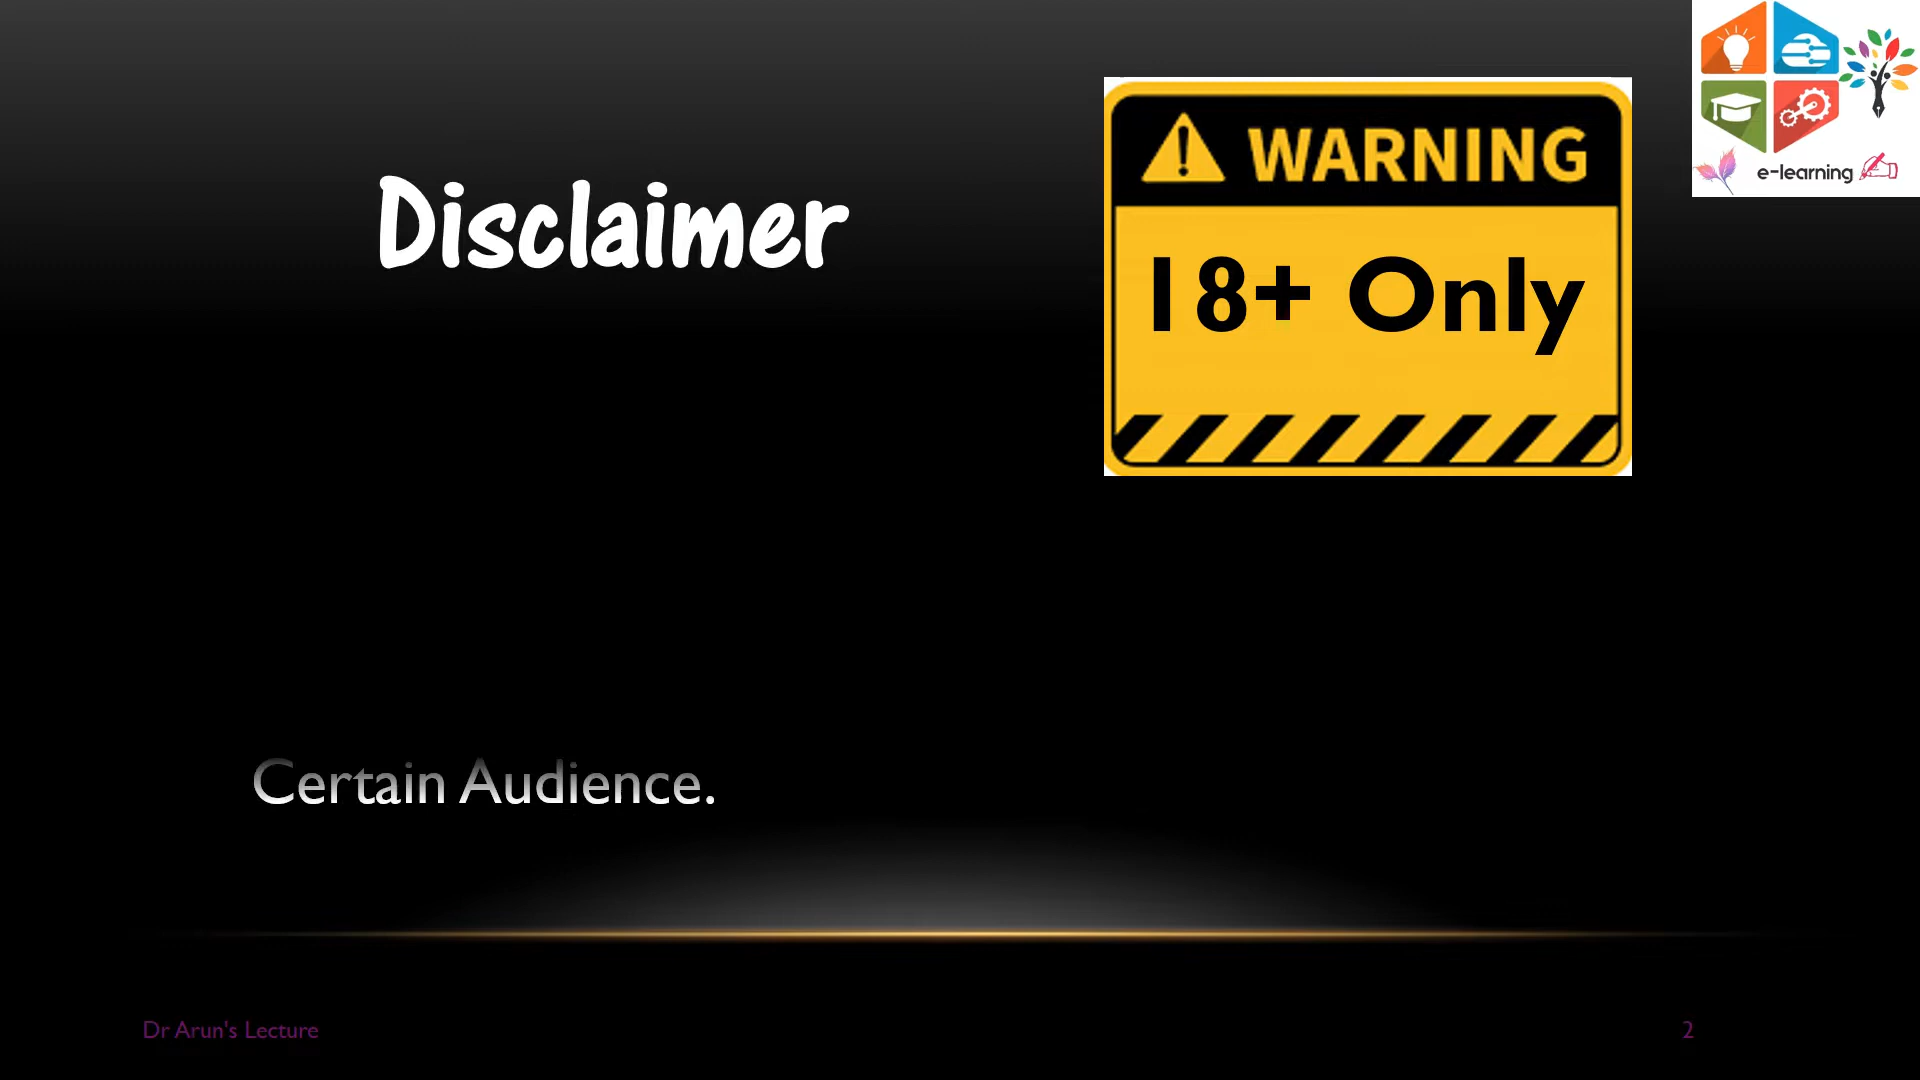 Disclaimer
WARNING
18+ Only
e-learning
Certain Audience.
Dr Arun's Lecture
2